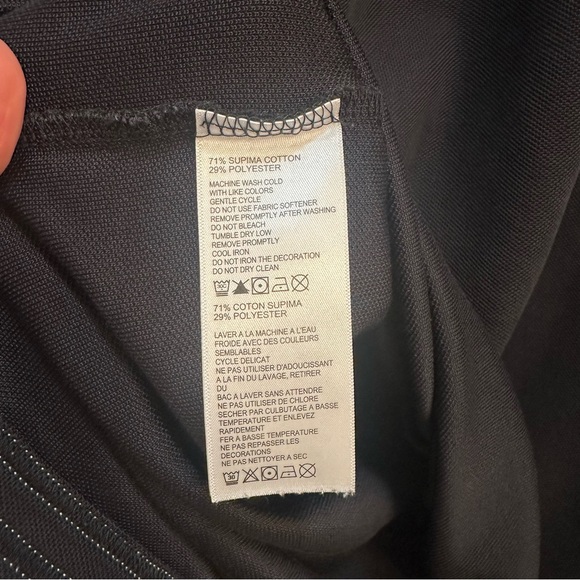 71% SUPIMA COTTON
29% POLYESTER
MACHINE WASH COLD
WITH LIKE COLORS
GENTLE CYCLE
DO NOT USE FABRIC SOFTENER
REMOVE PROMPTLY AFTER WASHING
DO NOT BLEACH
TUMBLE DRY LOW
REMOVE PROMPTLY
COOL IRON
DO NOT IRON THE DECORATION
DO NOT DRY CLEAN
71% COTON SUPIMA
29% POLYESTER
LAVER A LA MACHINE A L'EAU
FROIDE AVEC DES COULEURS
SEMBLABLES
CYCLE DELICAT
NE PAS UTILISER D'ADOUCISSANT
A LA FIN DU LAVAGE, RETIRER
DU
BAC A LAVER SANS ATTENDRE
NE PAS UTILISER DE CHLORE
SECHER PAR CULBUTAGE A BASSE
TEMPERATURE ET ENLEVEZ
RAPIDEMENT
FER A BASSE TEMPERATURE
NE PAS REPASSER LES
DECORATIONS
NE PAS NETTOYER A SEC
30